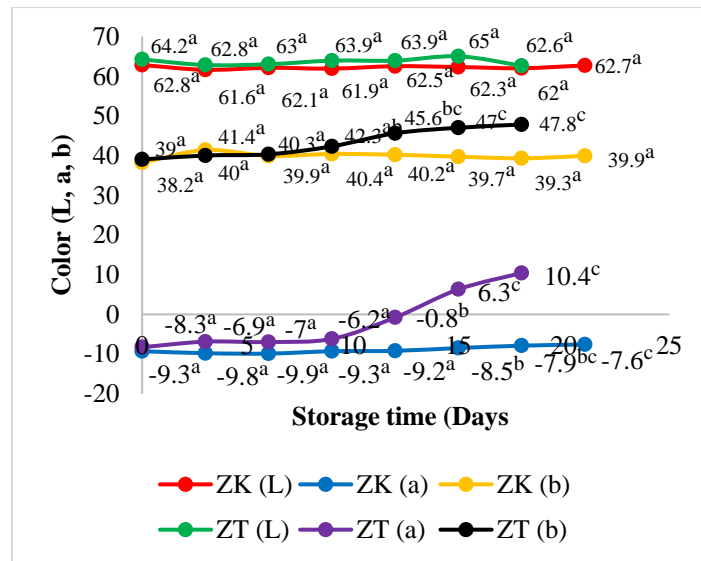 70
64.2a 62.8a 63a 63.9a 63.9a 65a 62.6a
60
62.8a 61.6a 62.1a 61.9a 62.5a 62.3a 62a 62.7a
50
39a 41.4a 40.3a 42.3ab 45.6bc 47c 47.8c
40
38.2a 40a 39.9a 40.4a 40.2a 39.7a 39.3a 39.9a
30
20
10
-8.3a -6.9a -7a -6.2a -0.8b 6.3c 10.4c
0
0 5 10 15 20 25
-10
-9.3a -9.8a -9.9a -9.3a -9.2a -8.5b -7.9bc -7.6c
-20
Color (L, a, b)
Storage time (Days
ZK (L) ZK (a) ZK (b)
ZT (L) ZT (a) ZT (b)